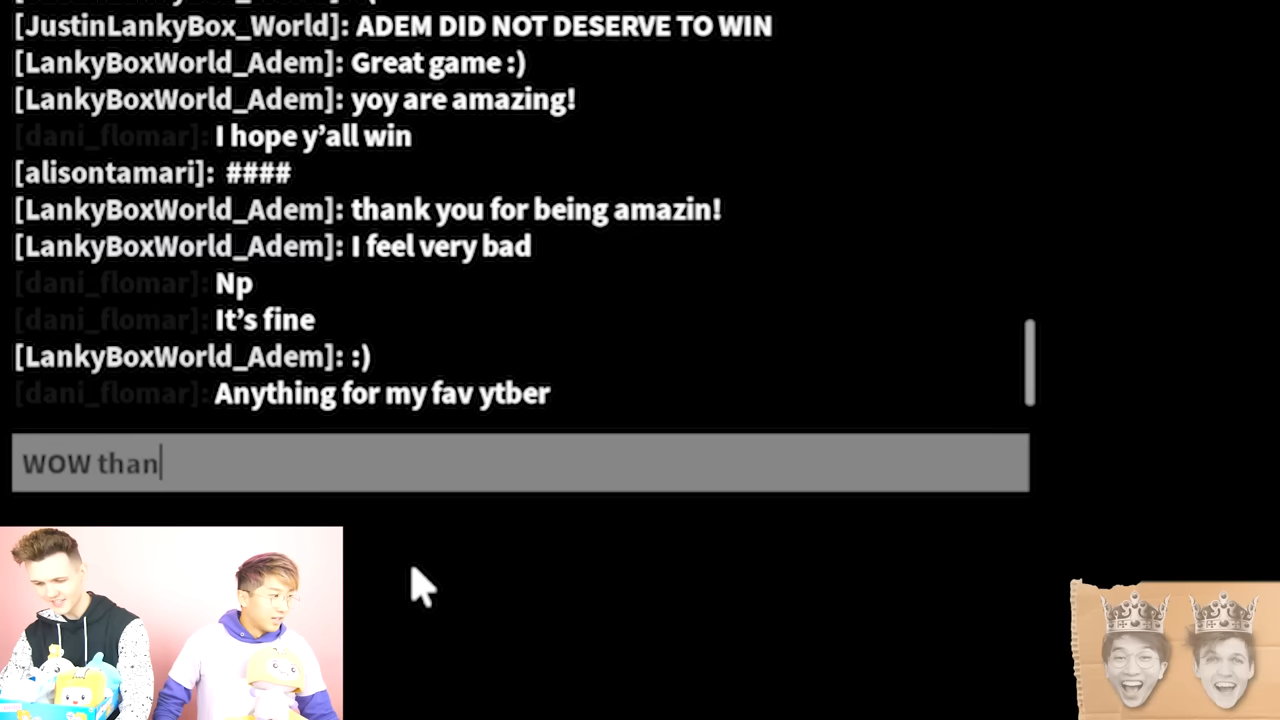 [JustinLankyBox_World]: ADEM DID NOT DESERVE TO WIN
[LankyBoxWorld_Adem]: Great game :)
[LankyBoxWorld_Adem]: yoy are amazing!
[dani_flomar]: I hope y’all win
[alisontamari]: ####
[LankyBoxWorld_Adem]: thank you for being amazin!
[LankyBoxWorld_Adem]: I feel very bad
[dani_flomar]: Np
[dani_flomar]: It’s fine
[LankyBoxWorld_Adem]: :)
[dani_flomar]: Anything for my fav ytber
WOW than